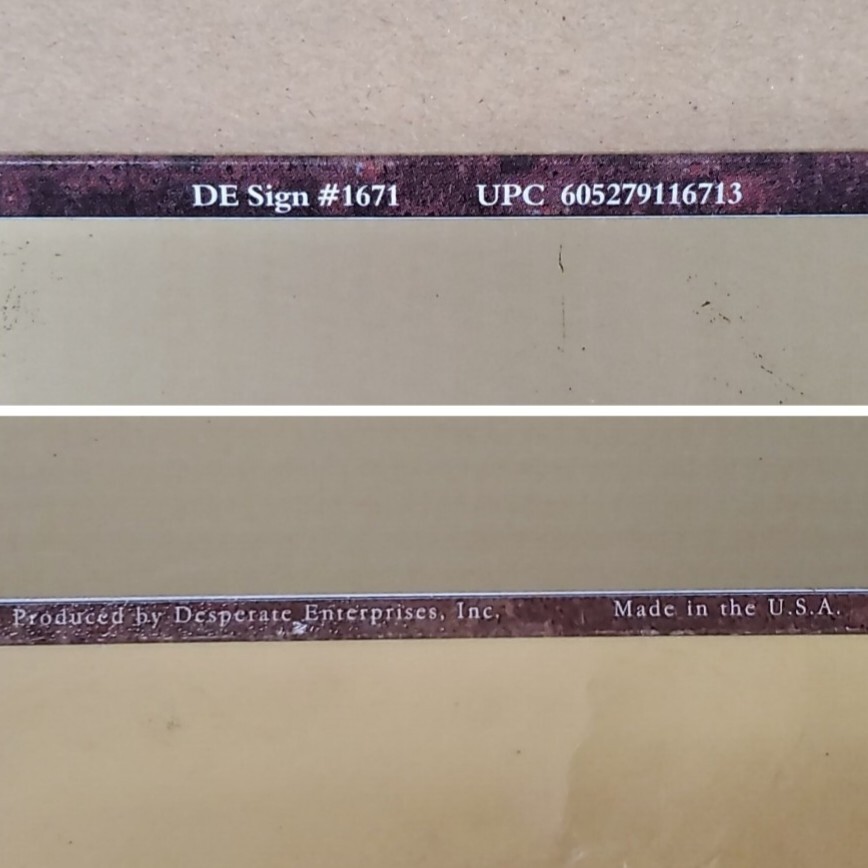 DE Sign #1671 UPC 605279116713
Produced by Desperate Enterprises, Inc. Made in the U.S.A.